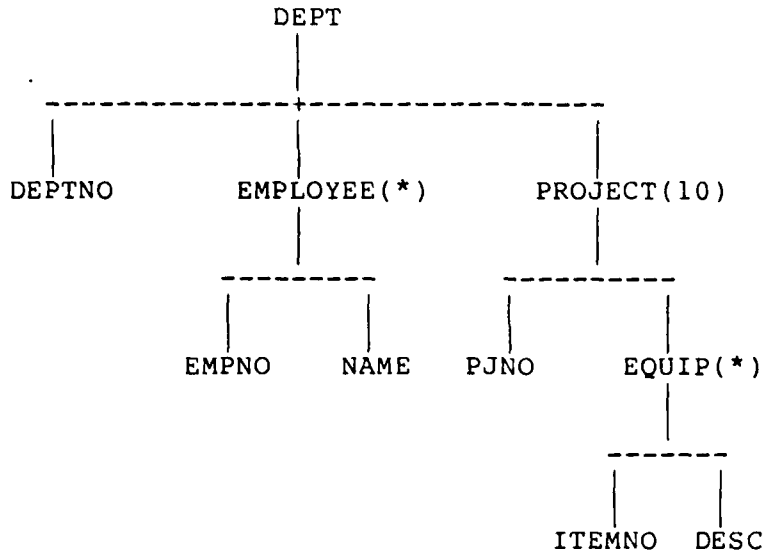 DEPT
DEPTNO EMPLOYEE(*) PROJECT(10)
EMPNO NAME PJNO EQUIP(*)
ITEMNO DESC